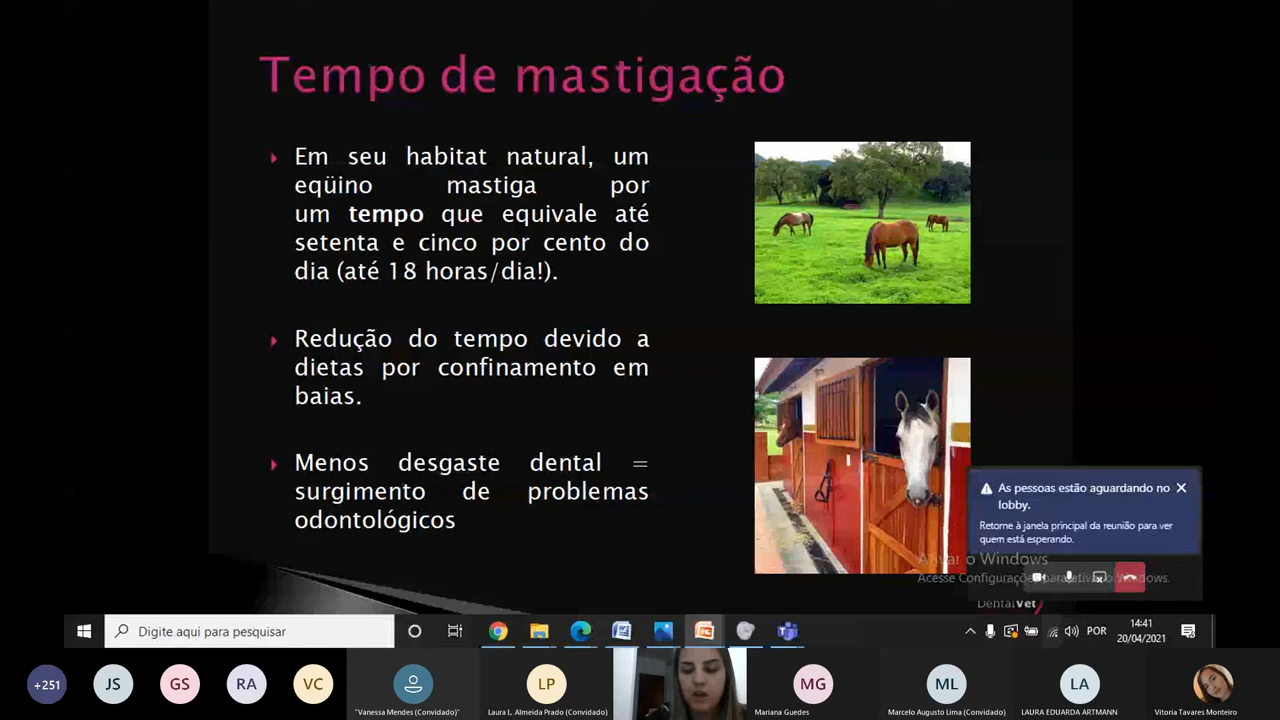 Tempo de mastigação
Em seu habitat natural, um
eqüino mastiga por
um tempo que equivale até
setenta e cinco por cento do
dia (até 18 horas/dia!).
Redução do tempo devido a
dietas por confinamento em
baias.
Menos desgaste dental =
surgimento de problemas
odontológicos
As pessoas estão aguardando no
lobby.
Retorne à janela principal da reunião para ver
quem está esperando.
Ativar o Windows
Acesse Configurações para ativar o Windows.
DentalVet
Digite aqui para pesquisar
POR
14:41
20/04/2021
+251
JS
GS
RA
VC
"Vanessa Mendes (Convidado)"
LP
Laura L. Almeida Prado (Convidado)
MG
Mariana Guedes
ML
Marcelo Augusto Lima (Convidado)
LA
LAURA EDUARDA ARTMANN
Vitoria Tavares Monteiro